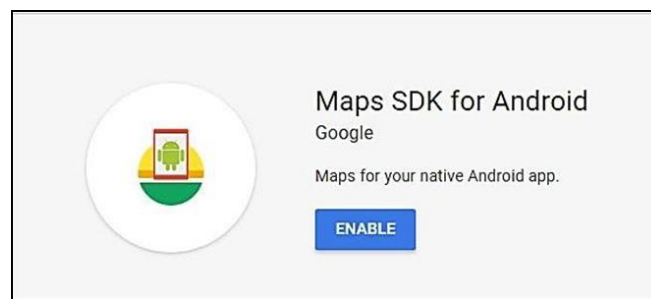 Maps SDK for Android
Google
Maps for your native Android app.
ENABLE